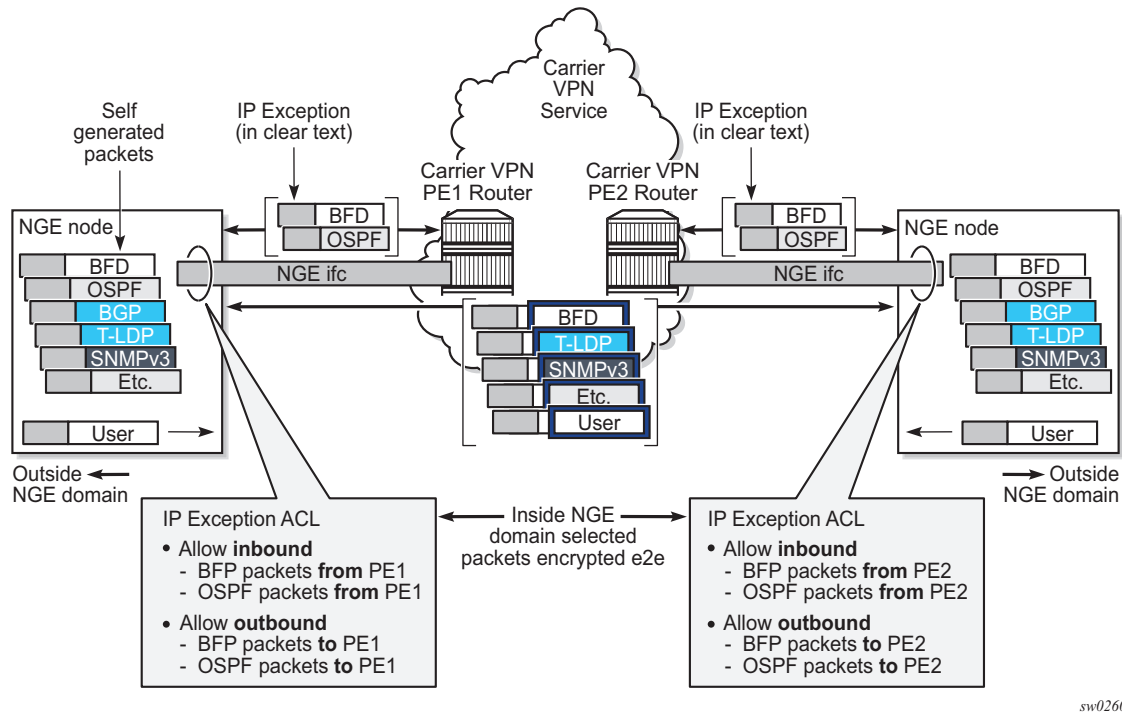 Carrier
VPN
Service
Self
generated
packets
IP Exception
(in clear text)
IP Exception
(in clear text)
Carrier VPN
PE1 Router
Carrier VPN
PE2 Router
BFD
OSPF
BFD
OSPF
NGE node
BFD
OSPF
BGP
T-LDP
SNMPv3
Etc.
User
NGE ifc
NGE ifc
BFD
T-LDP
SNMPv3
Etc.
User
NGE node
BFD
OSPF
BGP
T-LDP
SNMPv3
Etc.
User
Outside
NGE domain
Outside
NGE domain
Inside NGE
domain selected
packets encrypted e2e
IP Exception ACL
• Allow inbound
- BFP packets from PE1
- OSPF packets from PE1
• Allow outbound
- BFP packets to PE1
- OSPF packets to PE1
IP Exception ACL
• Allow inbound
- BFP packets from PE2
- OSPF packets from PE2
• Allow outbound
- BFP packets to PE2
- OSPF packets to PE2
sw0260